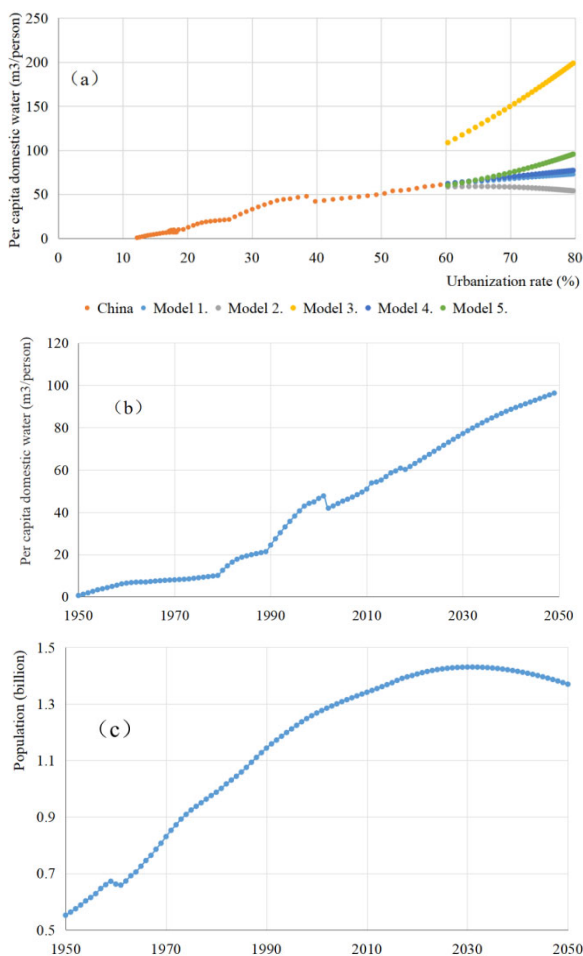 Per capita domestic water (m3/person)
250
200
150
100
50
0
(a)
0 10 20 30 40 50 60 70 80
Urbanization rate (%)
China Model 1. Model 2. Model 3. Model 4. Model 5.
Per capita domestic water (m3/person)
120
100
80
60
40
20
0
(b)
1950 1970 1990 2010 2030 2050
Population (billion)
1.5
1.3
1.1
0.9
0.7
0.5
(c)
1950 1970 1990 2010 2030 2050